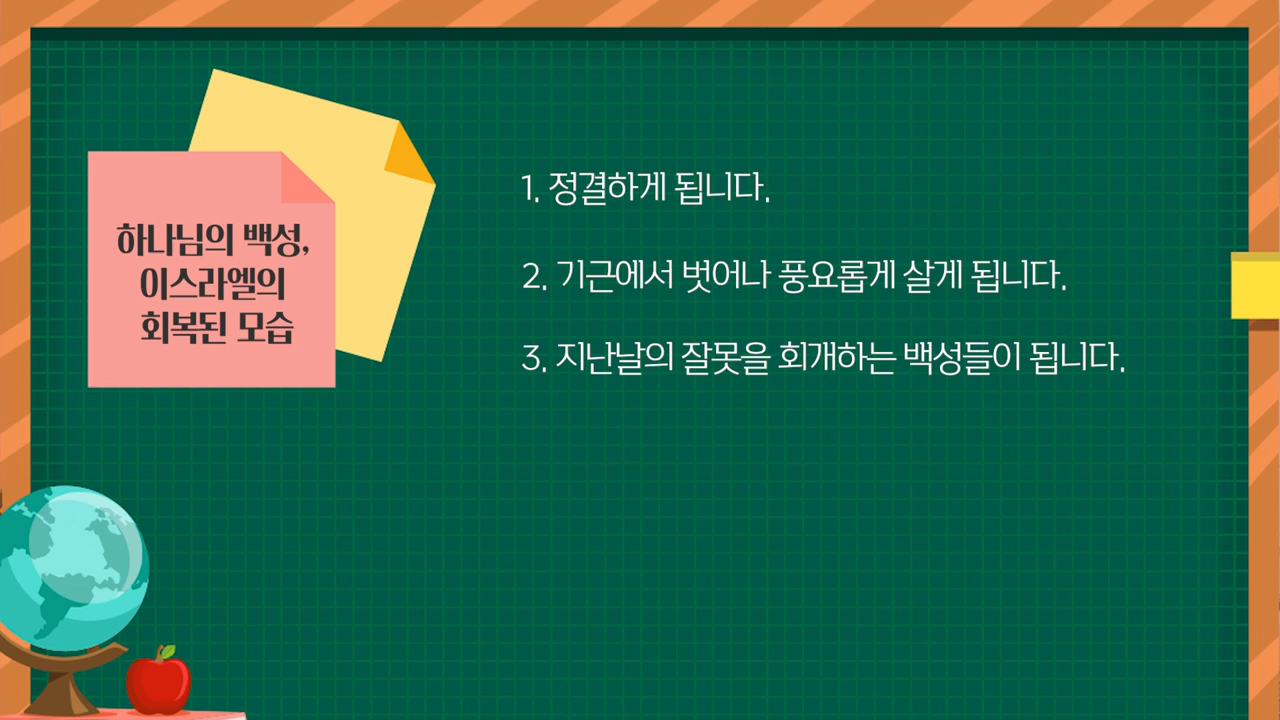 하나님의 백성,
이스라엘의
회복된 모습
1. 정결하게 됩니다.
2. 기근에서 벗어나 풍요롭게 살게 됩니다.
3. 지난날의 잘못을 회개하는 백성들이 됩니다.